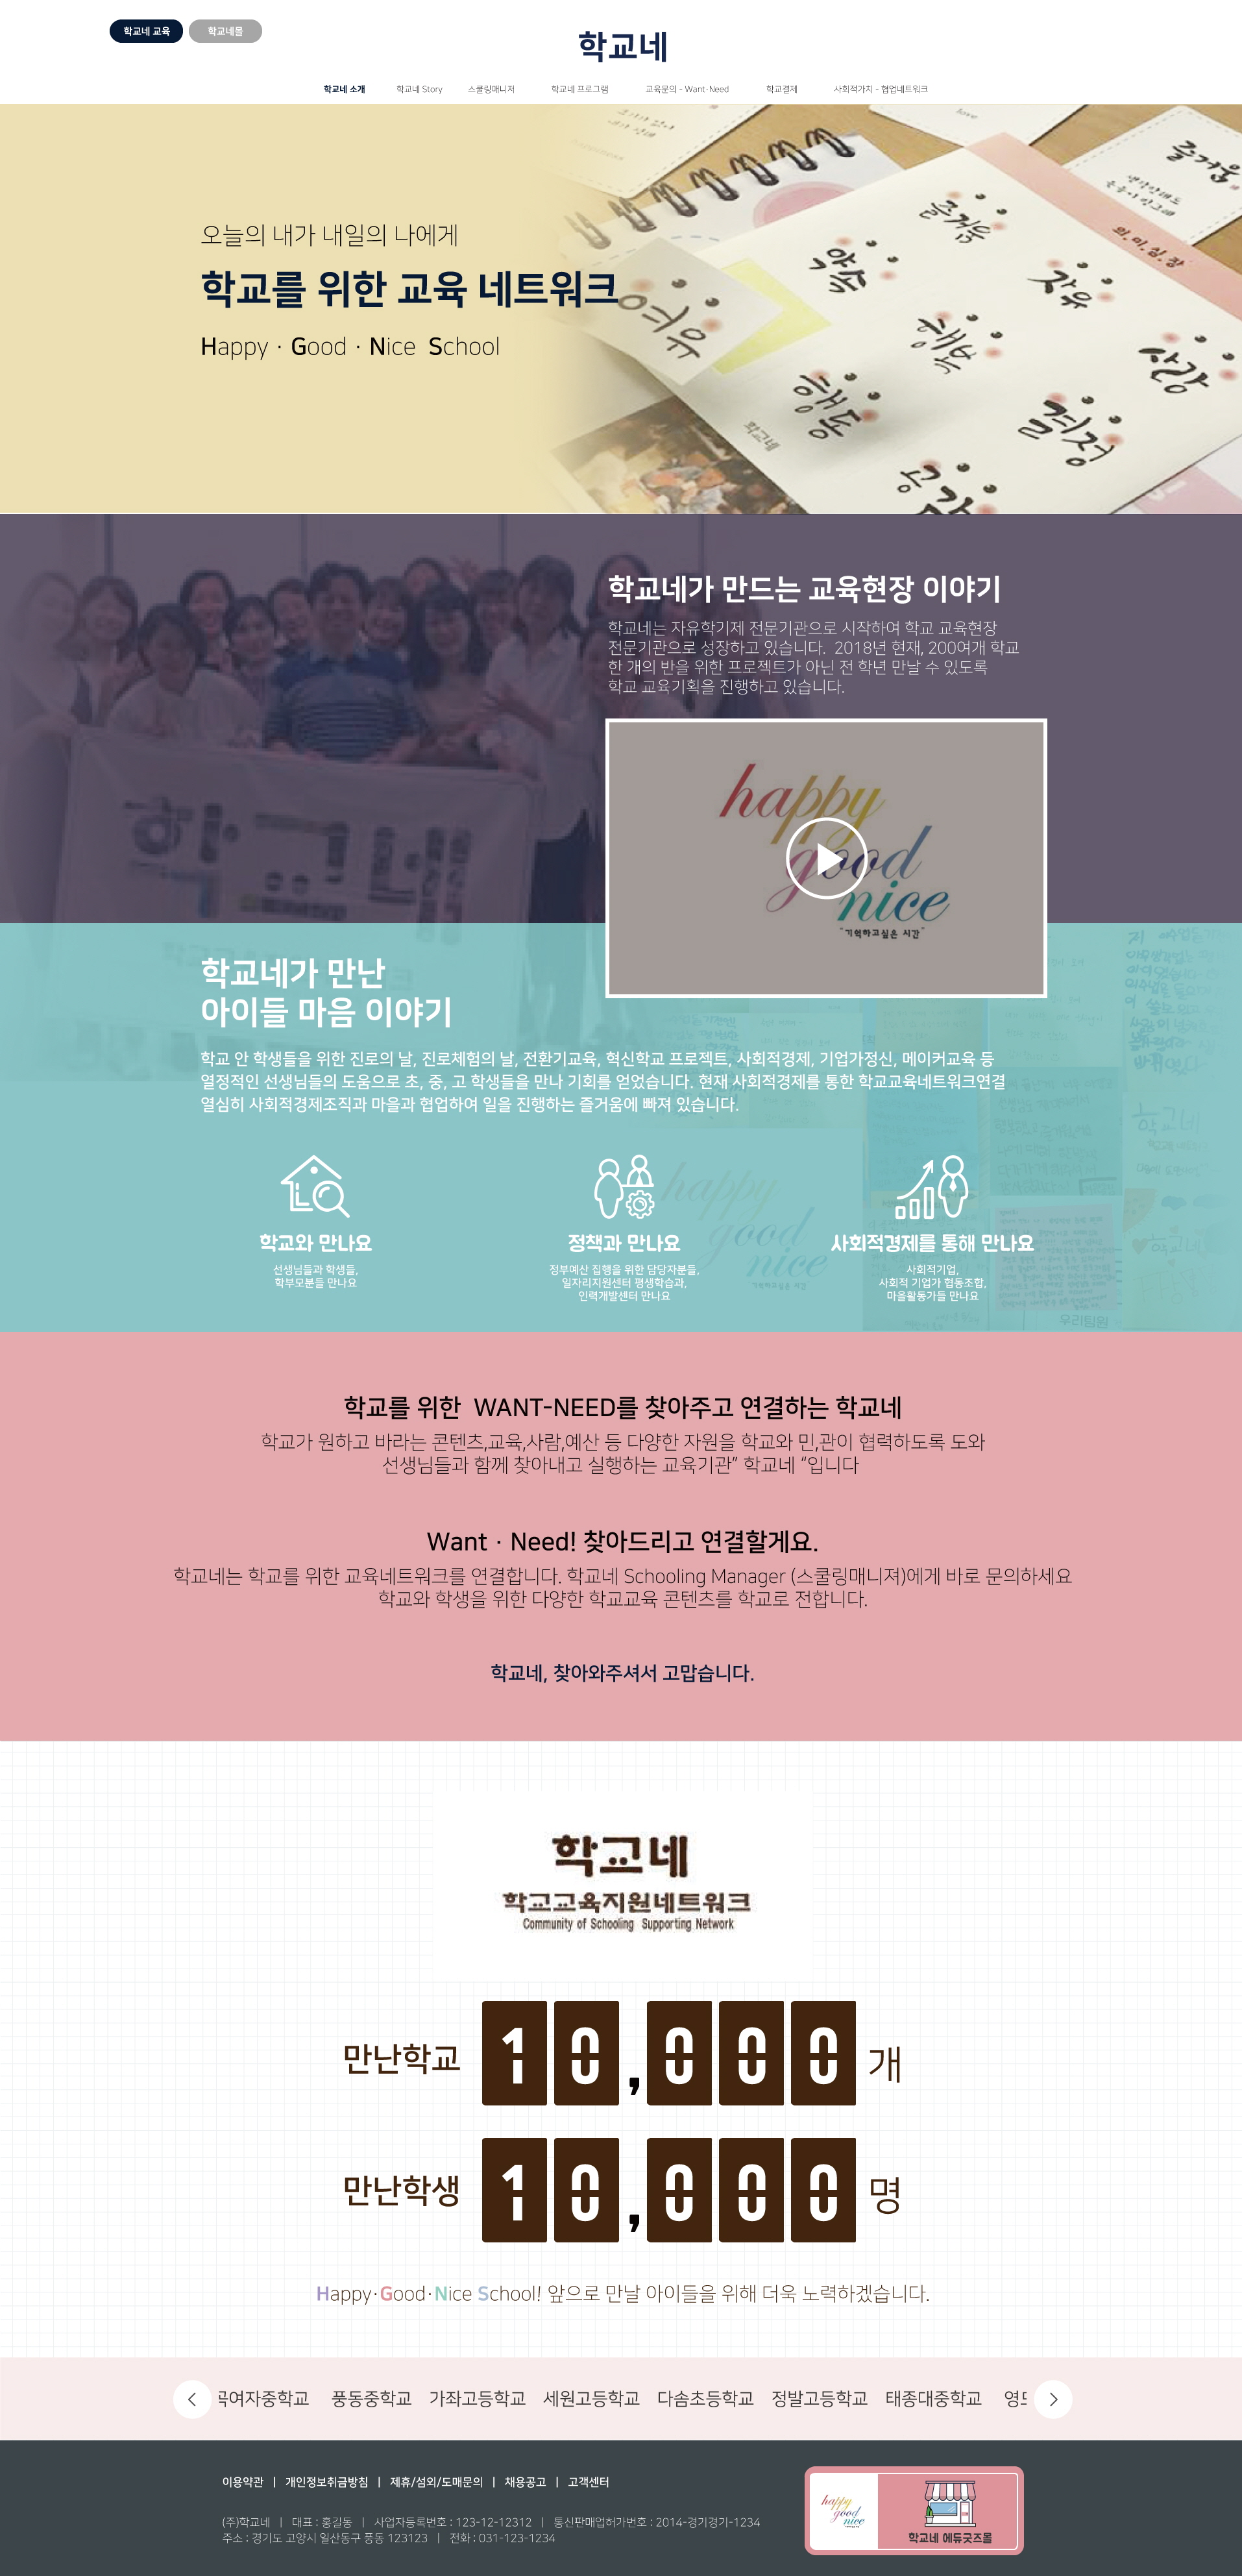 학교네 교육
학교네몰
학교네
학교네 소개
학교네 Story
스쿨링매니저
학교네 프로그램
교육문의 - Want·Need
학교결제
사회적가치 - 협업네트워크
오늘의 내가 내일의 나에게
학교를 위한 교육 네트워크
Happy · Good · Nice School
즐거움
약속
자유
희,미,심,장
여유
행복
행동
열정
학교네
공감
학교네가 만드는 교육현장 이야기
학교네는 자유학기제 전문기관으로 시작하여 학교 교육현장
전문기관으로 성장하고 있습니다. 2018년 현재, 200여개 학교
한 개의 반을 위한 프로젝트가 아닌 전 학년 만날 수 있도록
학교 교육기획을 진행하고 있습니다.
학교네
happy
good
nice
"기억하고싶은 시간"
학교네가 만난
아이들 마음 이야기
학교 안 학생들을 위한 진로의 날, 진로체험의 날, 전환기교육, 혁신학교 프로젝트, 사회적경제, 기업가정신, 메이커교육 등
열정적인 선생님들의 도움으로 초, 중, 고 학생들을 만나 기회를 얻었습니다. 현재 사회적경제를 통한 학교교육네트워크연결
열심히 사회적경제조직과 마을과 협업하여 일을 진행하는 즐거움에 빠져 있습니다.
happy
good
nice
학교네
우리팀원
학교와 만나요
선생님들과 학생들,
학부모분들 만나요
정책과 만나요
정부예산 집행을 위한 담당자분들,
일자리지원센터 평생학습과,
인력개발센터 만나요
사회적경제를 통해 만나요
사회적기업,
사회적 기업가 협동조합,
마을활동가들 만나요
학교를 위한 WANT-NEED를 찾아주고 연결하는 학교네
학교가 원하고 바라는 콘텐츠,교육,사람,예산 등 다양한 자원을 학교와 민,관이 협력하도록 도와
선생님들과 함께 찾아내고 실행하는 교육기관” 학교네 “입니다
Want · Need! 찾아드리고 연결할게요.
학교네는 학교를 위한 교육네트워크를 연결합니다. 학교네 Schooling Manager (스쿨링매니져)에게 바로 문의하세요
학교와 학생을 위한 다양한 학교교육 콘텐츠를 학교로 전합니다.
학교네, 찾아와주셔서 고맙습니다.
학교네
학교교육지원네트워크
Community of Schooling Supporting Network
만난학교 10,000 개
만난학생 10,000 명
Happy·Good·Nice School! 앞으로 만날 아이들을 위해 더욱 노력하겠습니다.
여자중학교 풍동중학교 가좌고등학교 세원고등학교 다솜초등학교 정발고등학교 태종대중학교
이용약관 | 개인정보취금방침 | 제휴/섭외/도매문의 | 채용공고 | 고객센터
(주)학교네 | 대표 : 홍길동 | 사업자등록번호 : 123-12-12312 | 통신판매업허가번호 : 2014-경기경기-1234
주소 : 경기도 고양시 일산동구 풍동 123123 | 전화 : 031-123-1234
happy
good
nice
학교네 에듀굿즈몰